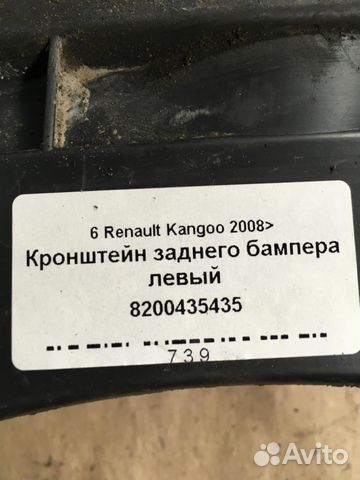 6 Renault Kangoo 2008>
Кронштейн заднего бампера
левый
8200435435
739
Avito